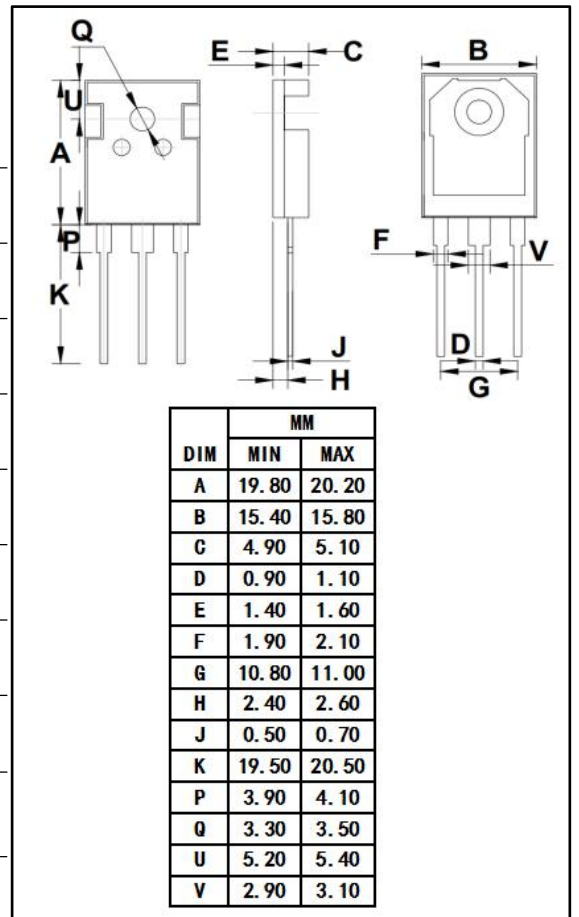 Q
E C B
U
A
P
K
F V
D
J
H G
MM
DIM MIN MAX
A 19.80 20.20
B 15.40 15.80
C 4.90 5.10
D 0.90 1.10
E 1.40 1.60
F 1.90 2.10
G 10.80 11.00
H 2.40 2.60
J 0.50 0.70
K 19.50 20.50
P 3.90 4.10
Q 3.30 3.50
U 5.20 5.40
V 2.90 3.10